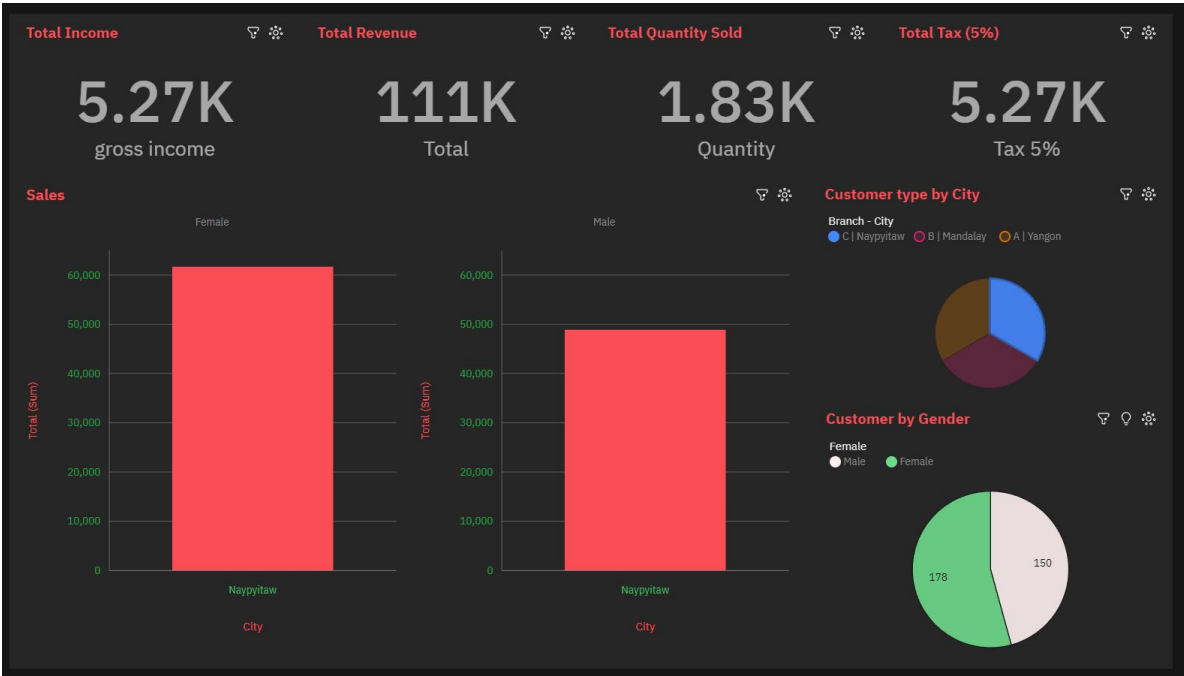 Total Income
Total Revenue
Total Quantity Sold
Total Tax (5%)
5.27K
gross income
111K
Total
1.83K
Quantity
5.27K
Tax 5%
Sales
Female
Total (Sum)
60,000
50,000
40,000
30,000
20,000
10,000
0
Naypyitaw
City
Male
Total (Sum)
60,000
50,000
40,000
30,000
20,000
10,000
0
Naypyitaw
City
Customer type by City
Branch - City
C | Naypyitaw B | Mandalay A | Yangon
Customer by Gender
Female
Male Female
178
150